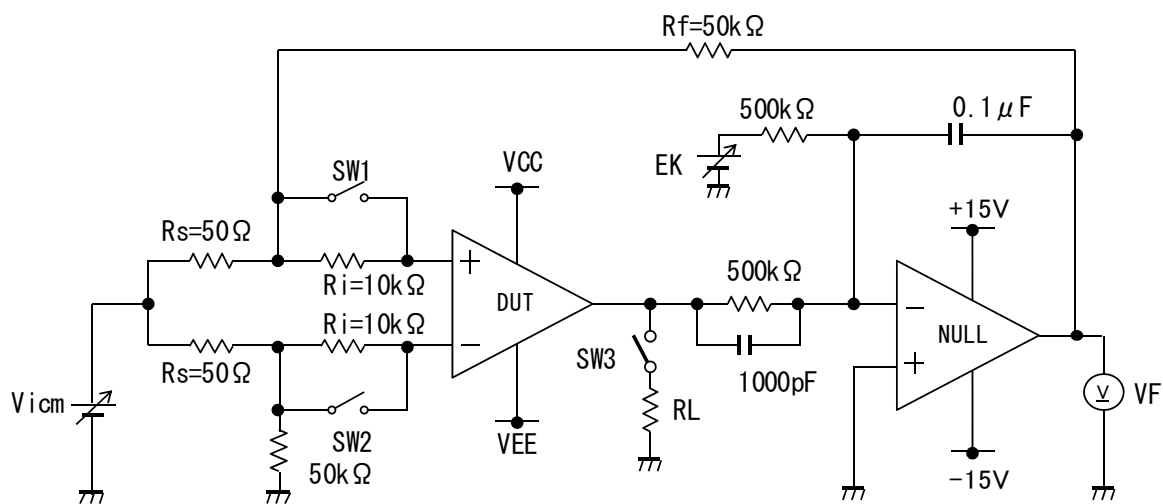 Rf=50kΩ
500kΩ
0.1μF
EK
SW1
VCC
+15V
Rs=50Ω
Ri=10kΩ
DUT
500kΩ
NULL
Ri=10kΩ
Rs=50Ω
SW3
1000pF
V
VF
Vicm
SW2
50kΩ
VEE
RL
-15V